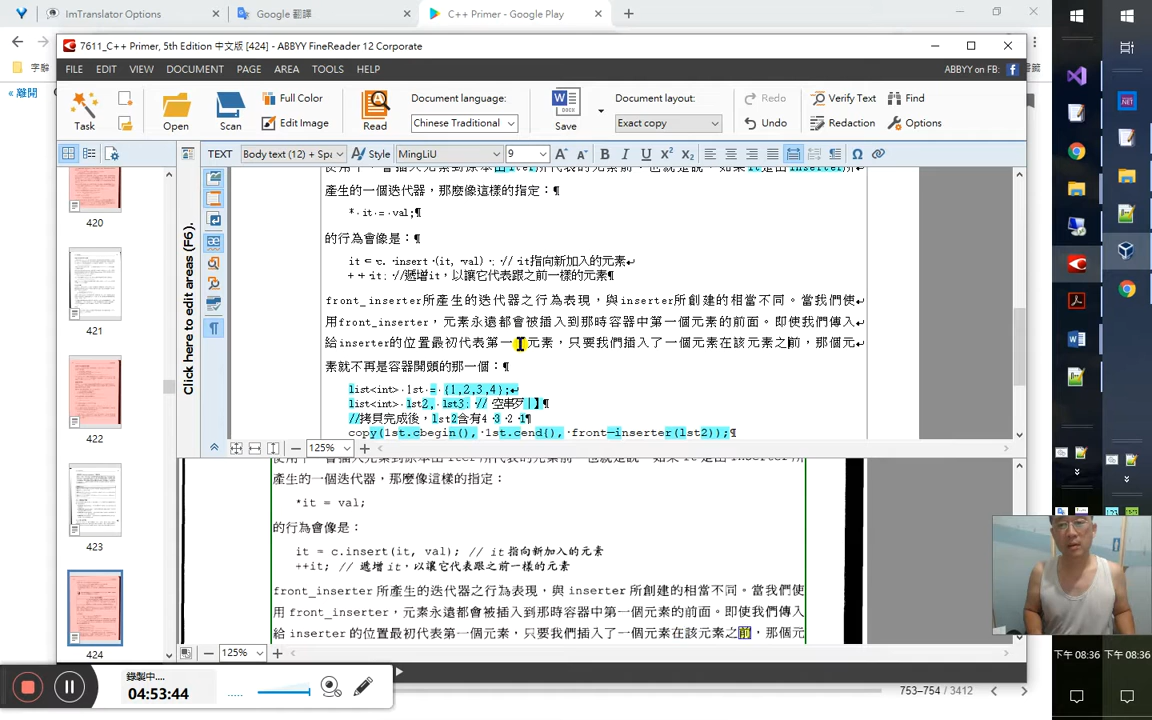 ImTranslator Options
Google 翻譯
C++ Primer - Google Play
7611_C++ Primer, 5th Edition 中文版 [424] - ABBYY FineReader 12 Corporate
FILE EDIT VIEW DOCUMENT PAGE AREA TOOLS HELP
ABBYY on FB:
« 離開
Task
Open
Scan
Full Color
Edit Image
Read
Document language:
Chinese Traditional
Save
Document layout:
Exact copy
Redo
Undo
Verify Text
Redaction
Find
Options
TEXT Body text (12) + Spa Style MingLiU 9
Click here to edit areas (F6).
420
421
422
423
424
產生的一個迭代器，那麼像這樣的指定：¶
* it = val;¶
的行為會像是：¶
it = c. insert (it, val) ; // it指向新加入的元素
++it; //遞增it，以讓它代表跟之前一樣的元素¶
front_inserter所產生的迭代器之行為表現，與inserter所創建的相當不同。當我們使
用front_inserter，元素永遠都會被插入到那時容器中第一個元素的前面。即使我們傳入
給inserter的位置最初代表第一 元素，只要我們插入了一個元素在該元素之前，那個元
素就不再是容器開頭的那一個：¶
list<int> lst = {1,2,3,4};
list<int> lst2, lst3; //
//拷貝完成後，lst2含有4 3 2 1¶
copy(1st.cbegin(), 1st.cend{), front—inserter(lst2));¶
125%
產生的一個迭代器，那麼像這樣的指定：
*it = val;
的行為會像是：
it = c.insert(it, val); // it 指向新加入的元素
++it; // 遞增 it，以讓它代表跟之前一樣的元素
front_inserter 所產生的迭代器之行為表現，與 inserter 所創建的相當不同。當我們使
用 front_inserter，元素永遠都會被插入到那時容器中第一個元素的前面。即使我們傳入
給 inserter 的位置最初代表第一個元素，只要我們插入了一個元素在該元素之前，那個元
125%
錄製中...
04:53:44
753–754 / 3412
下午 08:36
下午 08:36